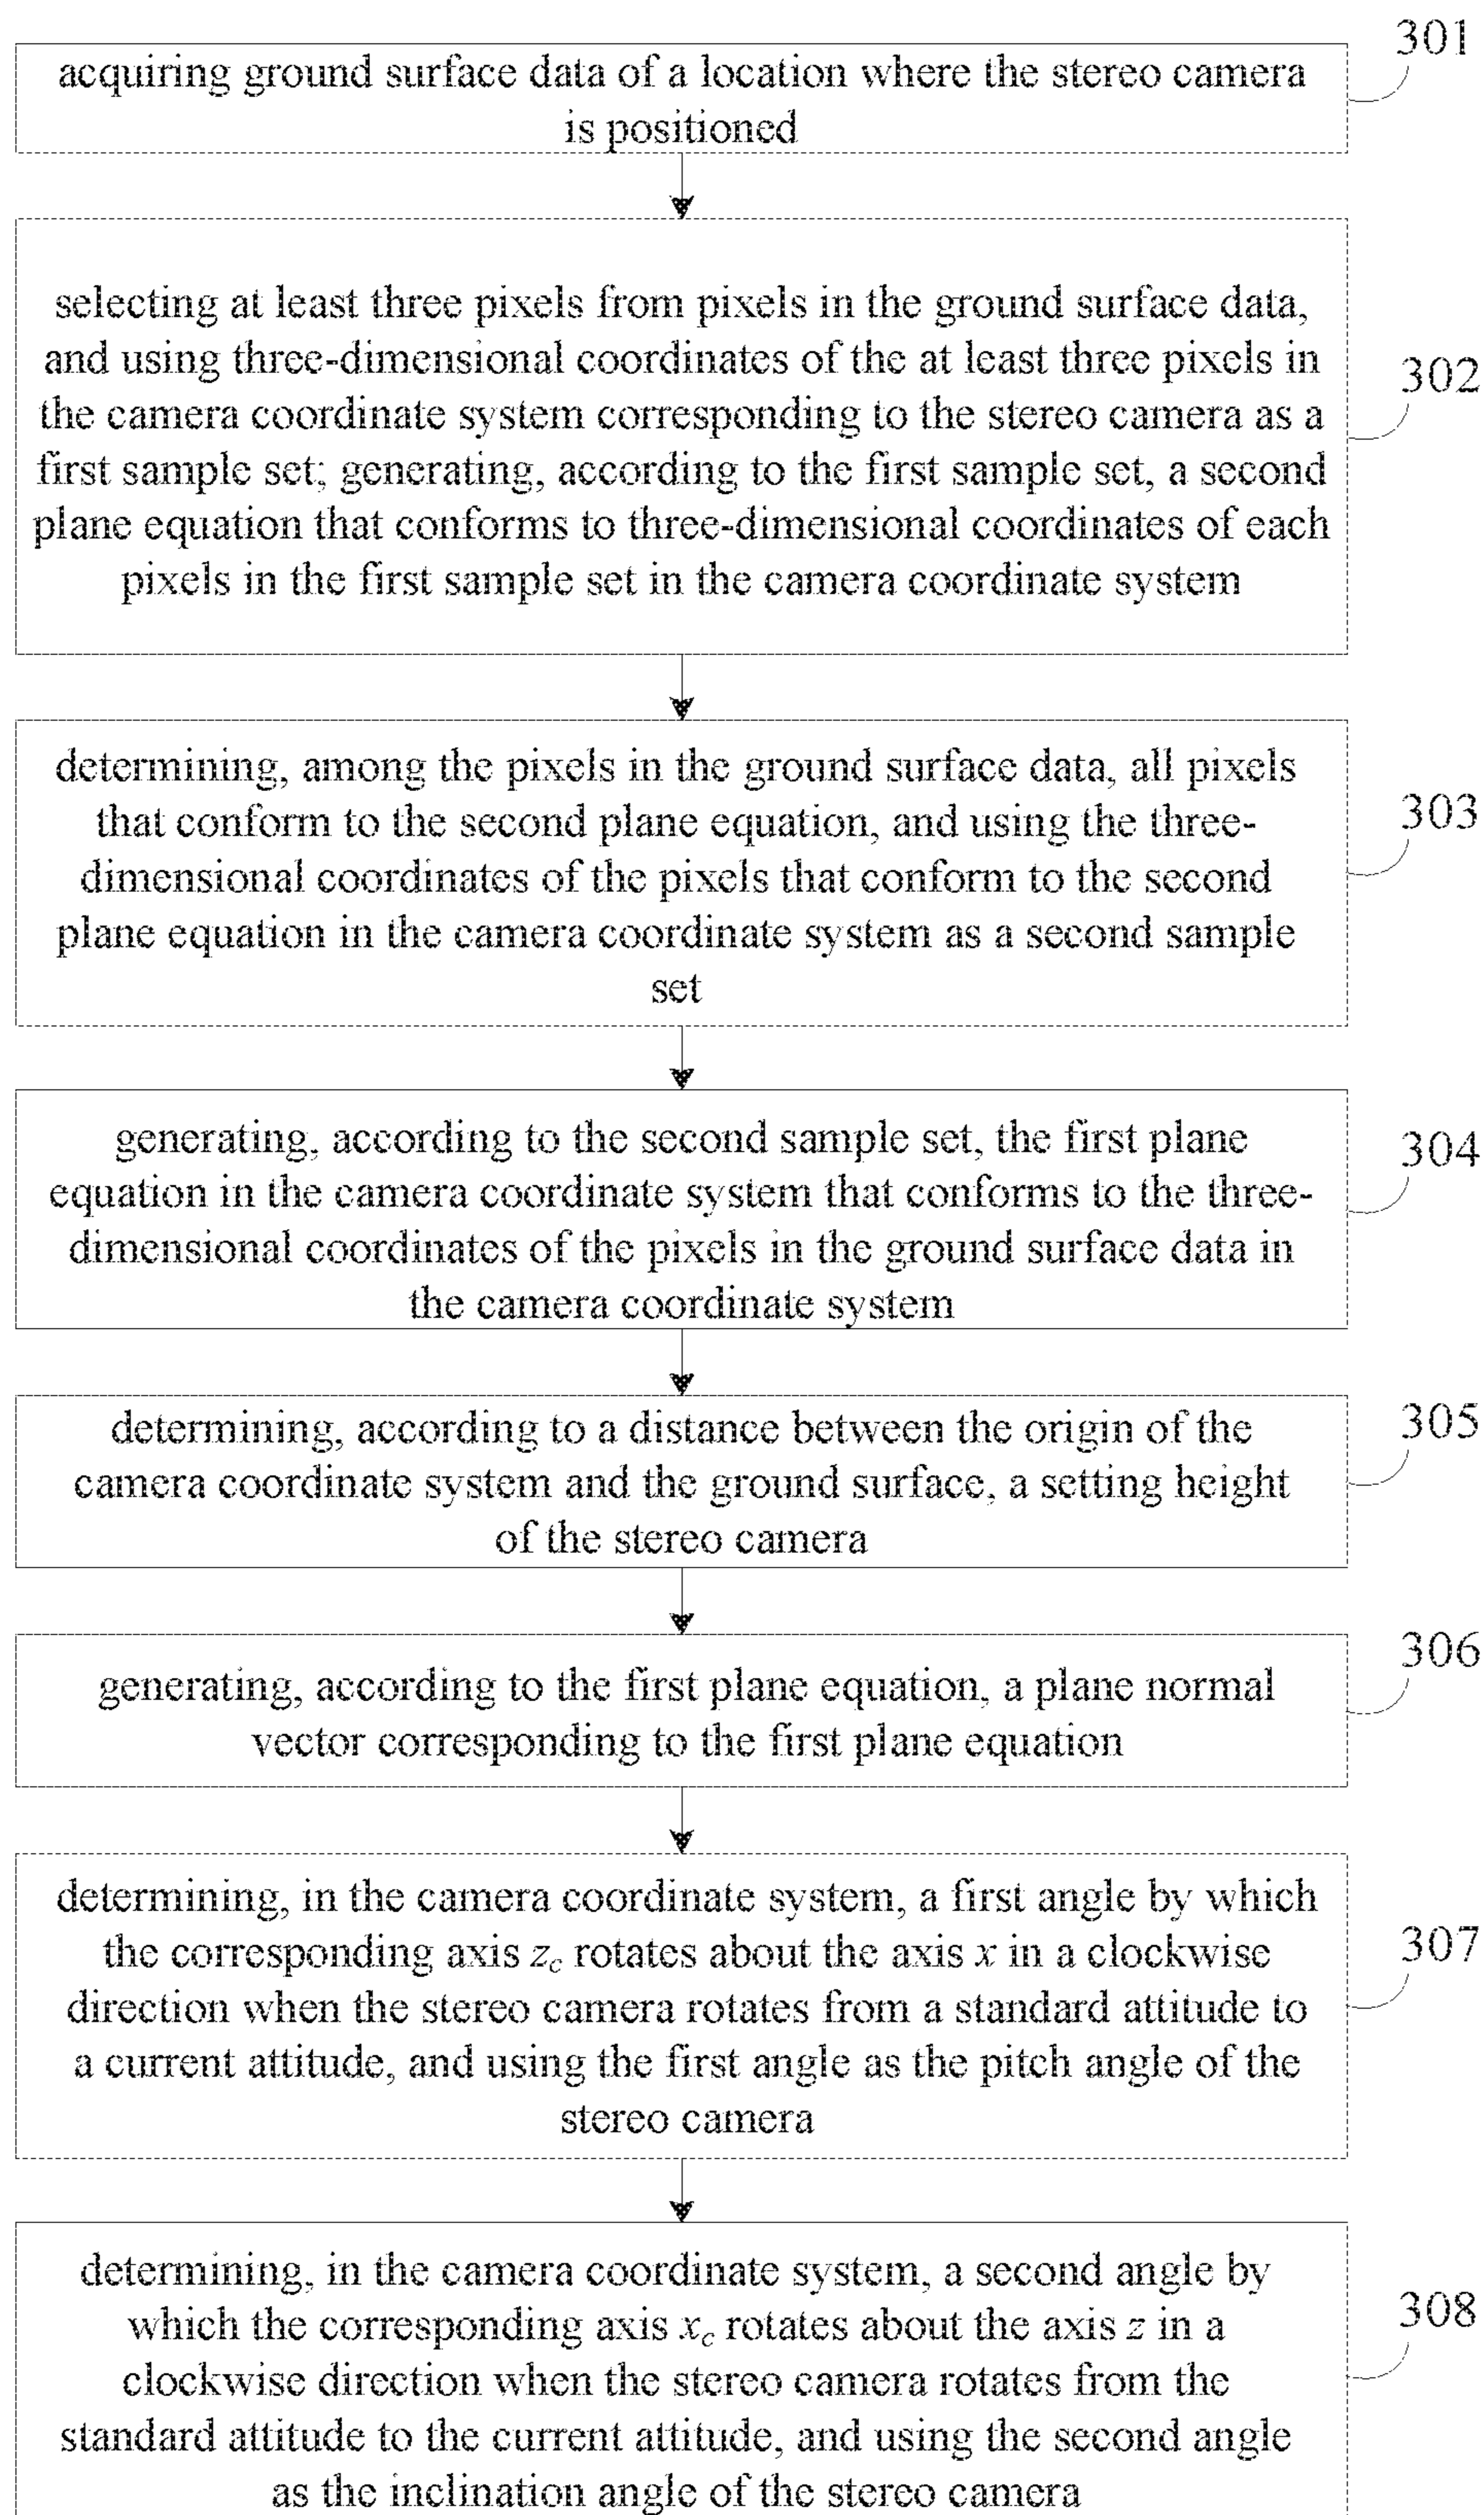 301
acquiring ground surface data of a location where the stereo camera
is positioned
selecting at least three pixels from pixels in the ground surface data,
and using three-dimensional coordinates of the at least three pixels in
the camera coordinate system corresponding to the stereo camera as a
first sample set; generating, according to the first sample set, a second
plane equation that conforms to three-dimensional coordinates of each
pixels in the first sample set in the camera coordinate system
302
determining, among the pixels in the ground surface data, all pixels
that conform to the second plane equation, and using the three-
dimensional coordinates of the pixels that conform to the second
plane equation in the camera coordinate system as a second sample
set
303
generating, according to the second sample set, the first plane
equation in the camera coordinate system that conforms to the three-
dimensional coordinates of the pixels in the ground surface data in
the camera coordinate system
304
determining, according to a distance between the origin of the
camera coordinate system and the ground surface, a setting height
of the stereo camera
305
generating, according to the first plane equation, a plane normal
vector corresponding to the first plane equation
306
determining, in the camera coordinate system, a first angle by which
the corresponding axis z_c rotates about the axis x in a clockwise
direction when the stereo camera rotates from a standard attitude to
a current attitude, and using the first angle as the pitch angle of the
stereo camera
307
determining, in the camera coordinate system, a second angle by
which the corresponding axis x_c rotates about the axis z in a
clockwise direction when the stereo camera rotates from the
standard attitude to the current attitude, and using the second angle
as the inclination angle of the stereo camera
308